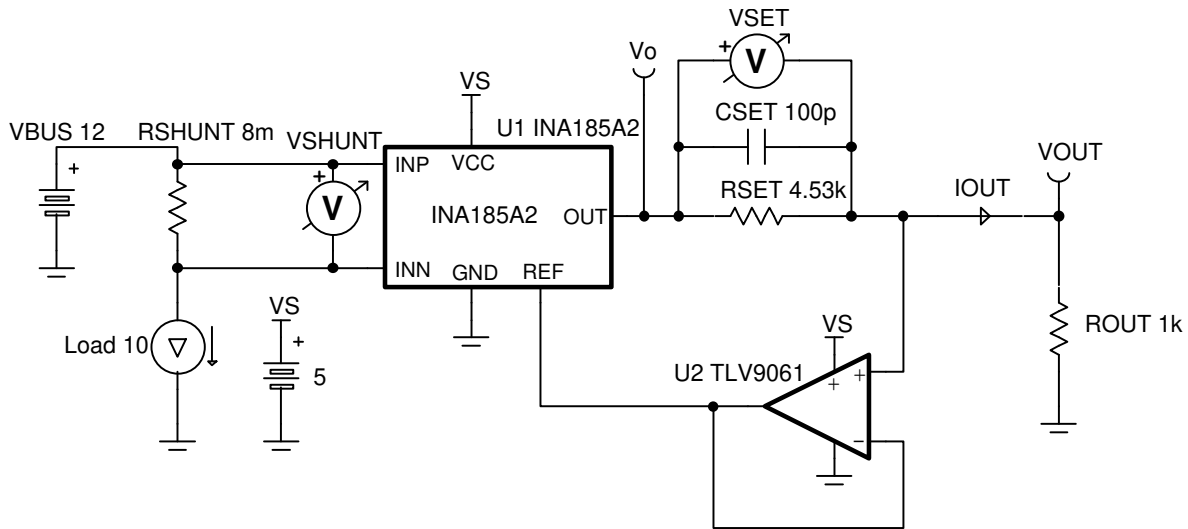 VSET
+
V
Vo
VS
CSET 100p
U1 INA185A2
VBUS 12
RSHUNT 8m
VSHUNT
+
+
V
INP
VCC
INA185A2
OUT
INN
GND
REF
RSET 4.53k
IOUT
VOUT
VS
+
5
Load 10
VS
U2 TLV9061
+
+
−
ROUT 1k